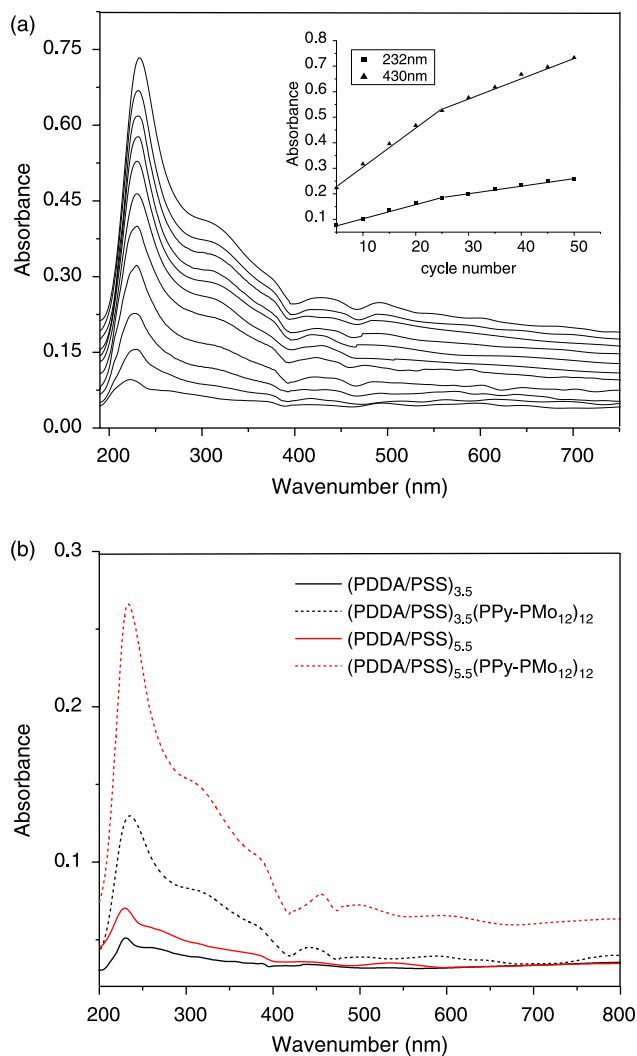 (a)
0.75
0.60
0.45
0.30
0.15
0.00
Absorbance
200 300 400 500 600 700
Wavenumber (nm)
0.8
0.7
0.6
0.5
0.4
0.3
0.2
0.1
Absorbance
232nm
430nm
10 20 30 40 50
cycle number
(b)
0.3
0.2
0.1
Absorbance
(PDDA/PSS)3.5
(PDDA/PSS)3.5(PPy-PMo12)12
(PDDA/PSS)5.5
(PDDA/PSS)5.5(PPy-PMo12)12
200 300 400 500 600 700 800
Wavenumber (nm)